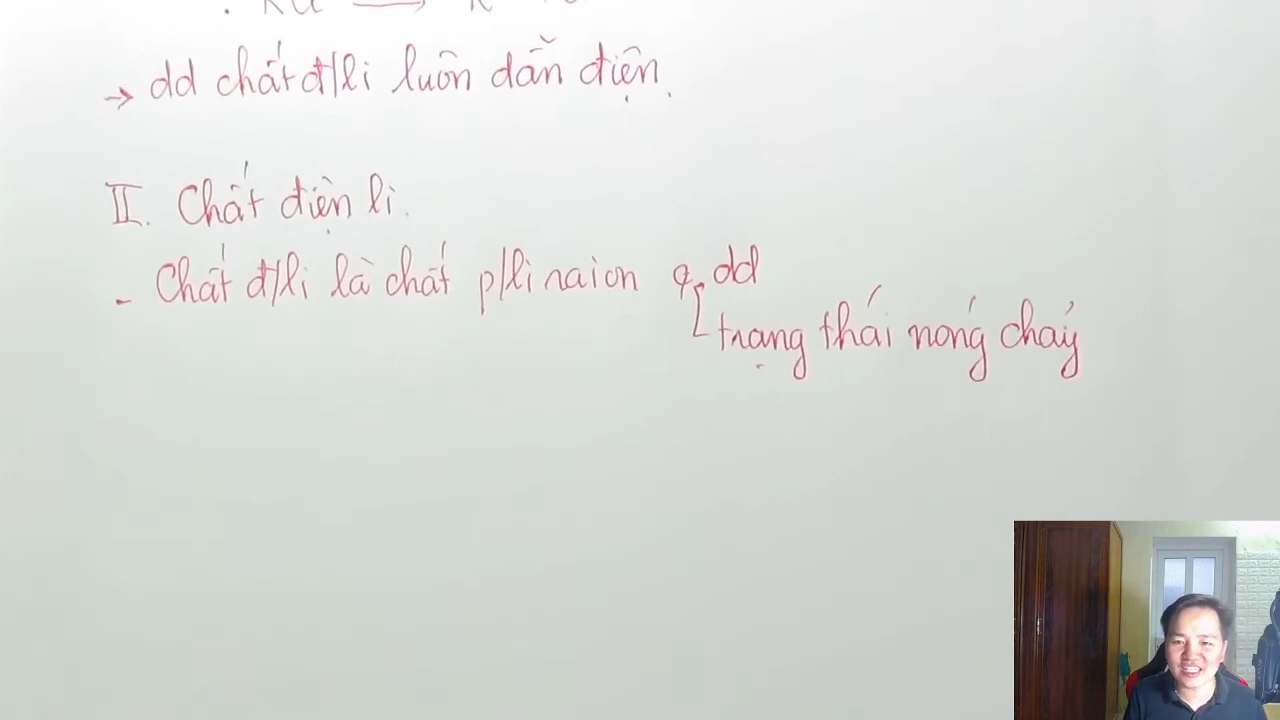 → dd chất đ/li luôn dẫn điện.
II. Chất điện li.
- Chất đ/li là chất p/li ra ion ở dd
trạng thái nóng chảy